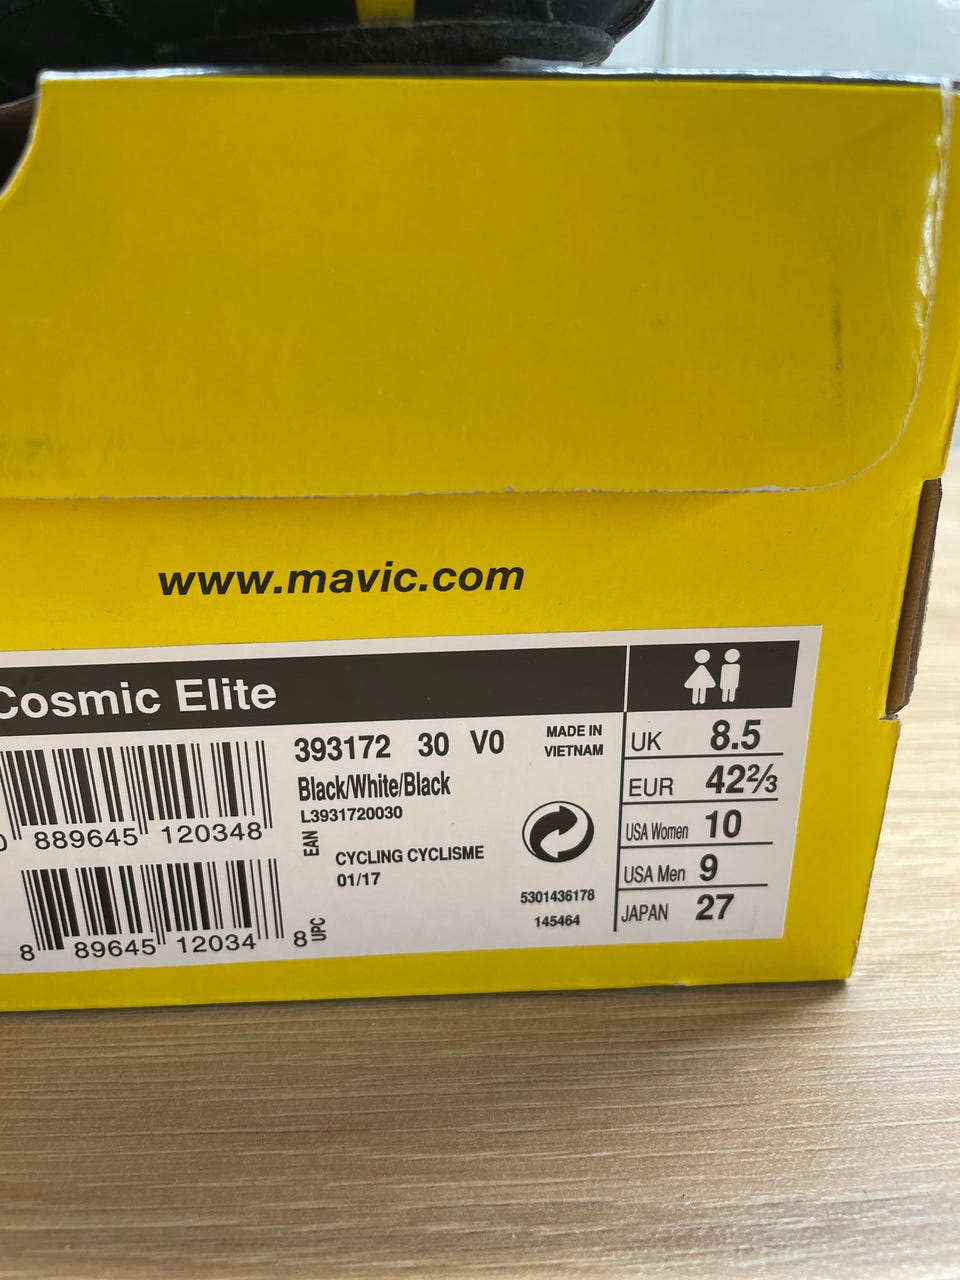 www.mavic.com
Cosmic Elite
0 889645 120348
8 89645 12034 8
EAN
UPC
393172 30 V0
Black/White/Black
L3931720030
CYCLING CYCLISME
01/17
MADE IN
VIETNAM
5301436178
145464
UK 8.5
EUR 42⅔
USA Women 10
USA Men 9
JAPAN 27